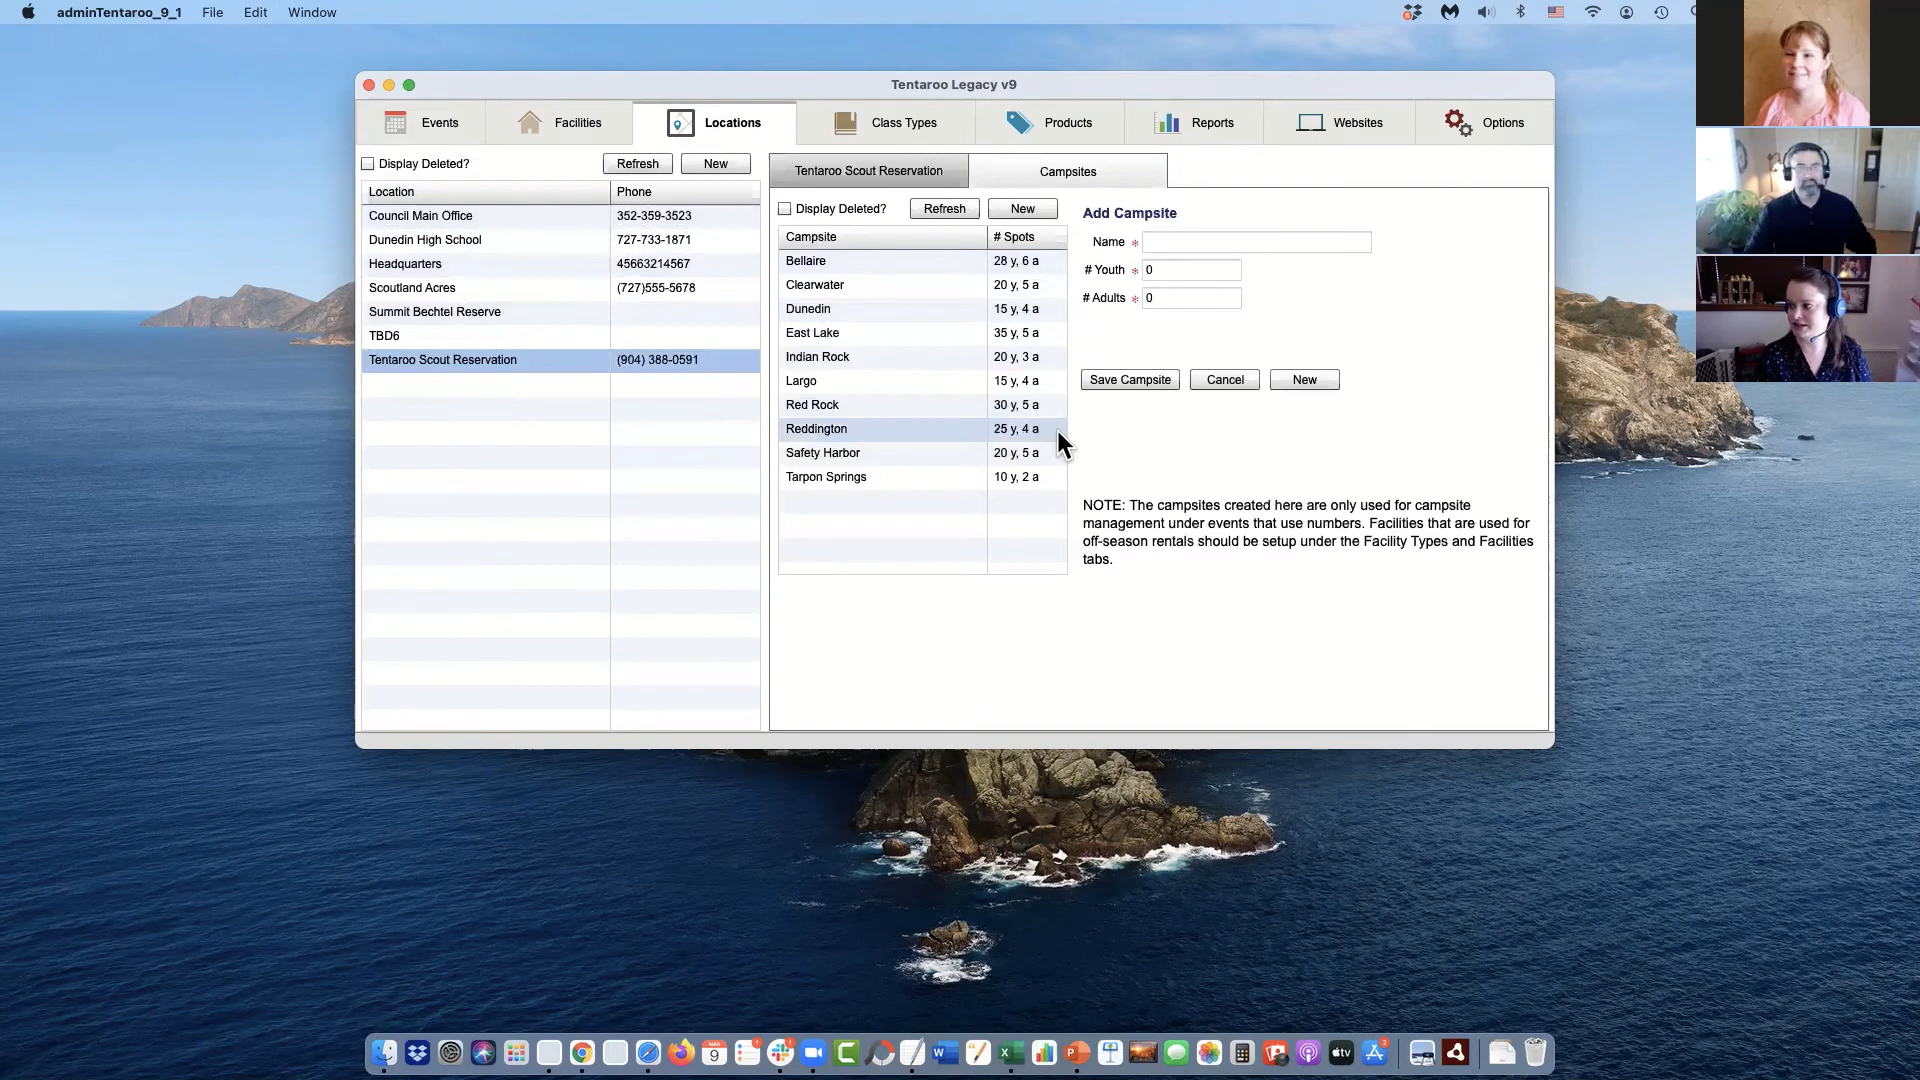 adminTentaroo_9_1 File Edit Window
Tentaroo Legacy v9
Events Facilities Locations Class Types Products Reports Websites Options
Display Deleted? Refresh New
Location Phone
Council Main Office 352-359-3523
Dunedin High School 727-733-1871
Headquarters 45663214567
Scoutland Acres (727)555-5678
Summit Bechtel Reserve
TBD6
Tentaroo Scout Reservation (904) 388-0591
Tentaroo Scout Reservation Campsites
Display Deleted? Refresh New
Campsite # Spots
Bellaire 28 y, 6 a
Clearwater 20 y, 5 a
Dunedin 15 y, 4 a
East Lake 35 y, 5 a
Indian Rock 20 y, 3 a
Largo 15 y, 4 a
Red Rock 30 y, 5 a
Reddington 25 y, 4 a
Safety Harbor 20 y, 5 a
Tarpon Springs 10 y, 2 a
Add Campsite
Name *
# Youth * 0
# Adults * 0
Save Campsite Cancel New
NOTE: The campsites created here are only used for campsite
management under events that use numbers. Facilities that are used for
off-season rentals should be setup under the Facility Types and Facilities
tabs.
MAR
9
tv